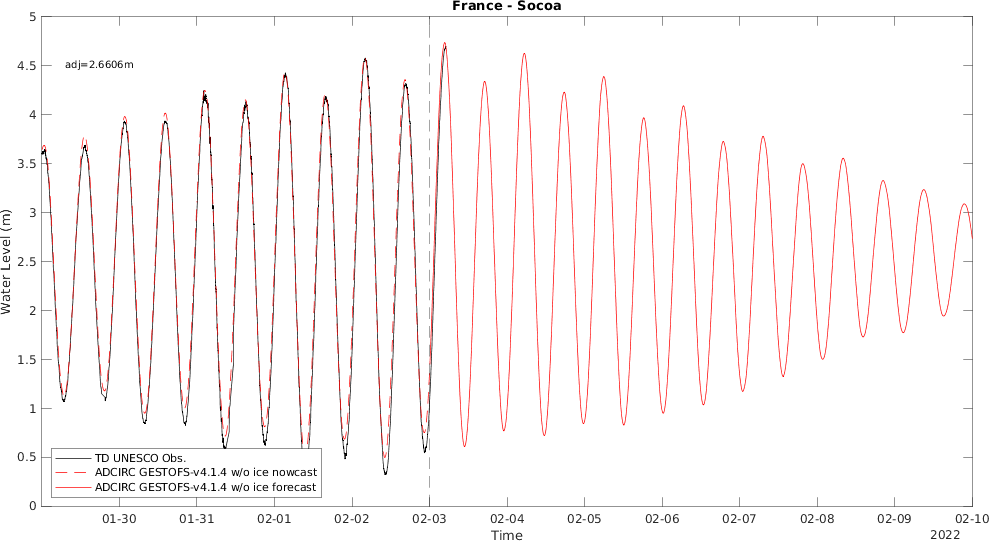 France - Socoa
5
4.5
4
3.5
3
2.5
2
1.5
1
0.5
0
Water Level (m)
adj=2.6606m
TD UNESCO Obs.
ADCIRC GESTOFS-v4.1.4 w/o ice nowcast
ADCIRC GESTOFS-v4.1.4 w/o ice forecast
01-30 01-31 02-01 02-02 02-03 02-04 02-05 02-06 02-07 02-08 02-09 02-10
Time
2022